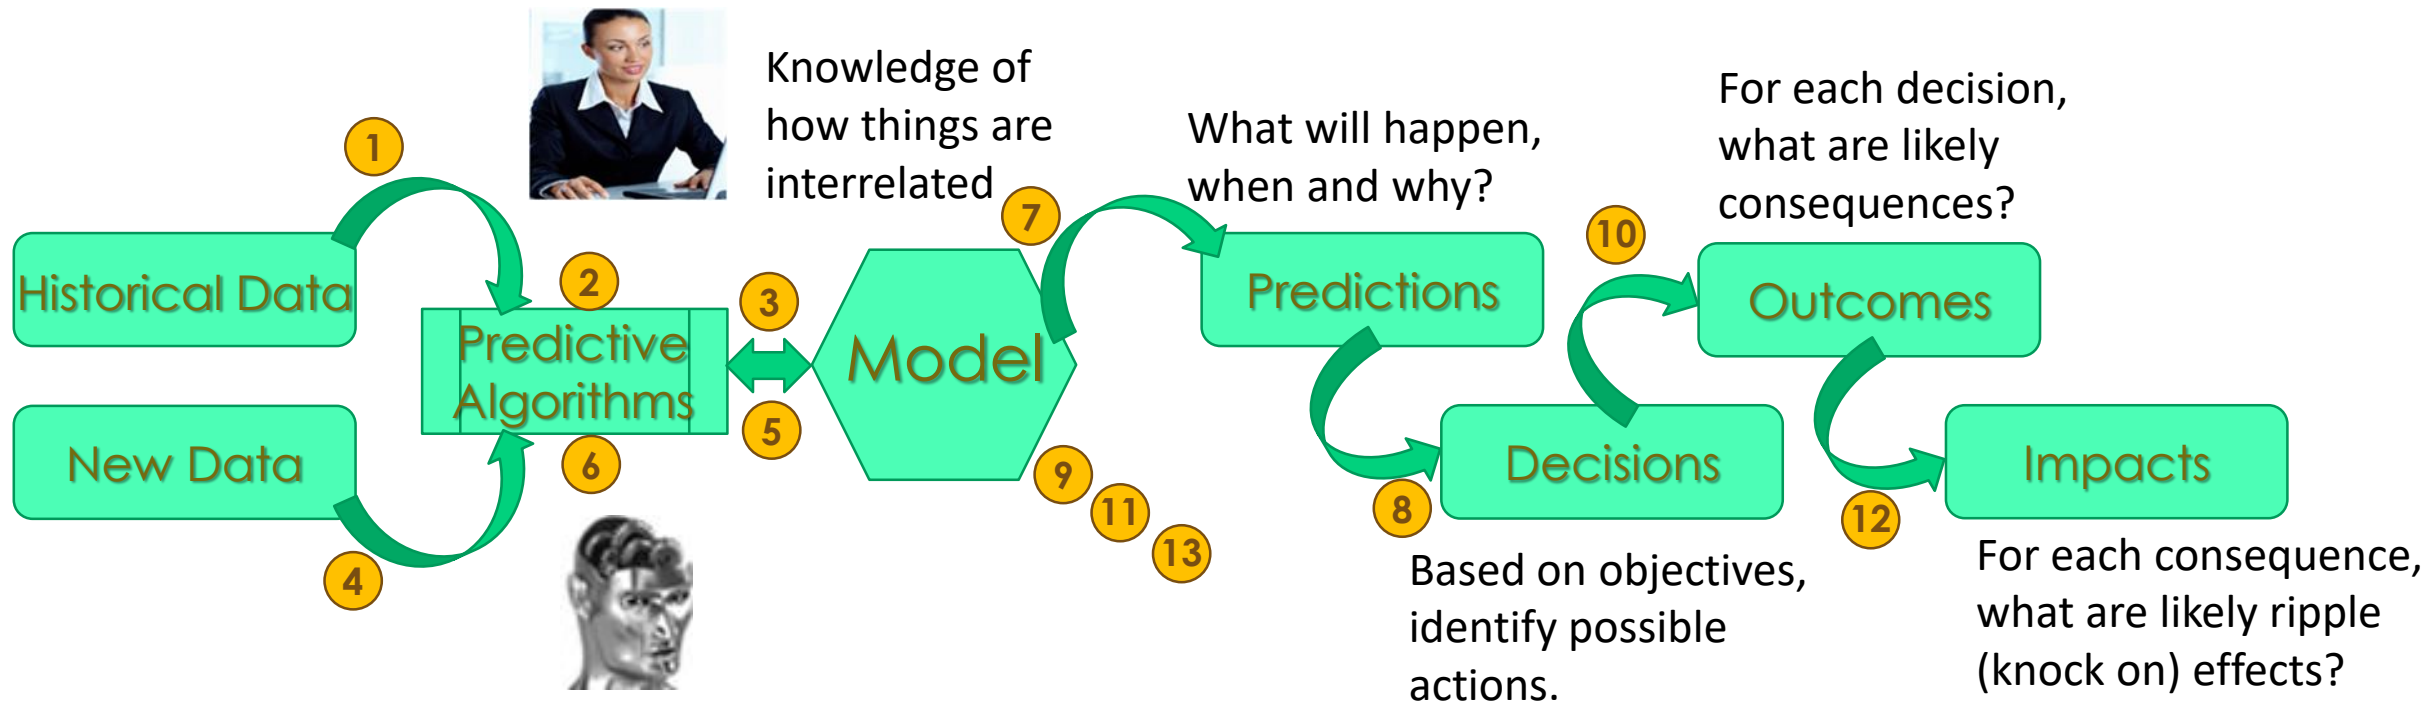 Knowledge of
how things are
interrelated
For each decision,
what are likely
consequences?
What will happen,
when and why?
1
7
10
Historical Data
2
3
Predictions
Outcomes
Predictive
Algorithms
Model
New Data
5
6
9
11
13
4
8
Decisions
12
Impacts
Based on objectives,
identify possible
actions.
For each consequence,
what are likely ripple
(knock on) effects?